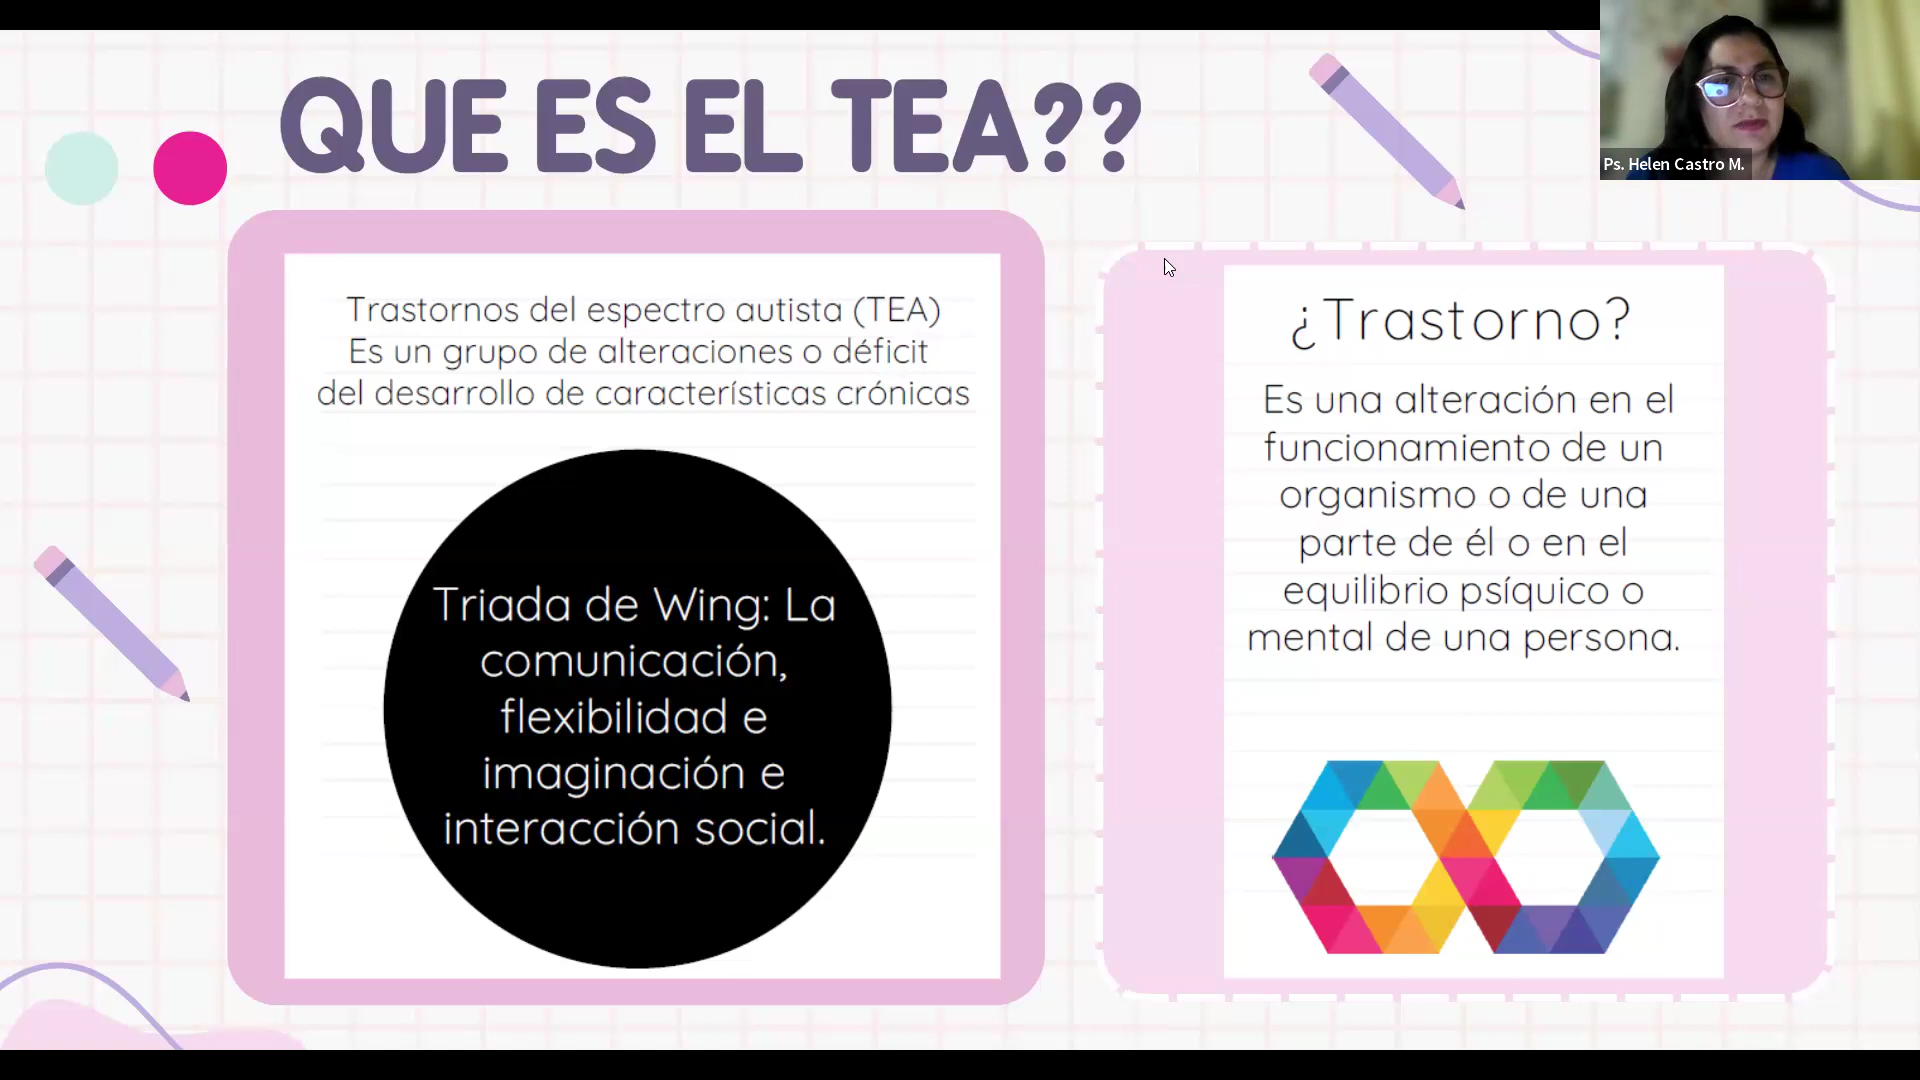 QUE ES EL TEA??
Ps. Helen Castro M.
Trastornos del espectro autista (TEA)
Es un grupo de alteraciones o déficit
del desarrollo de características crónicas
Triada de Wing: La
comunicación,
flexibilidad e
imaginación e
interacción social.
¿Trastorno?
Es una alteración en el
funcionamiento de un
organismo o de una
parte de él o en el
equilibrio psíquico o
mental de una persona.